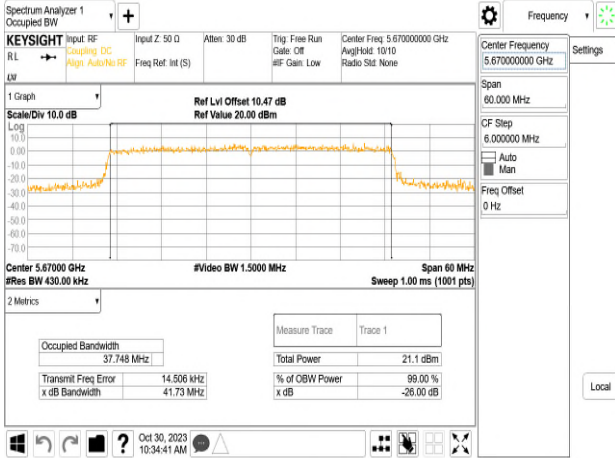 Spectrum Analyzer 1
Occupied BW
Frequency
KEYSIGHT
Input: RF
Input Z: 50 Ω
Atten: 30 dB
Trig: Free Run
Center Freq: 5.670000000 GHz
RL
Coupling: DC
Gate: Off
Avg|Hold: 10/10
Align: Auto/No RF
Freq Ref: Int (S)
#IF Gain: Low
Radio Std: None
1 Graph
Ref Lvl Offset 10.47 dB
Scale/Div 10.0 dB
Ref Value 20.00 dBm
Log
10.0
0.00
-10.0
-20.0
-30.0
-40.0
-50.0
-60.0
-70.0
Center 5.67000 GHz
#Video BW 1.5000 MHz
Span 60 MHz
#Res BW 430.00 kHz
Sweep 1.00 ms (1001 pts)
2 Metrics
Measure Trace
Trace 1
Occupied Bandwidth
37.748 MHz
Total Power
21.1 dBm
Transmit Freq Error
14.506 kHz
% of OBW Power
99.00 %
x dB Bandwidth
41.73 MHz
x dB
-26.00 dB
Oct 30, 2023
10:34:41 AM
Center Frequency
5.670000000 GHz
Settings
Span
60.000 MHz
CF Step
6.000000 MHz
Auto
Man
Freq Offset
0 Hz
Local